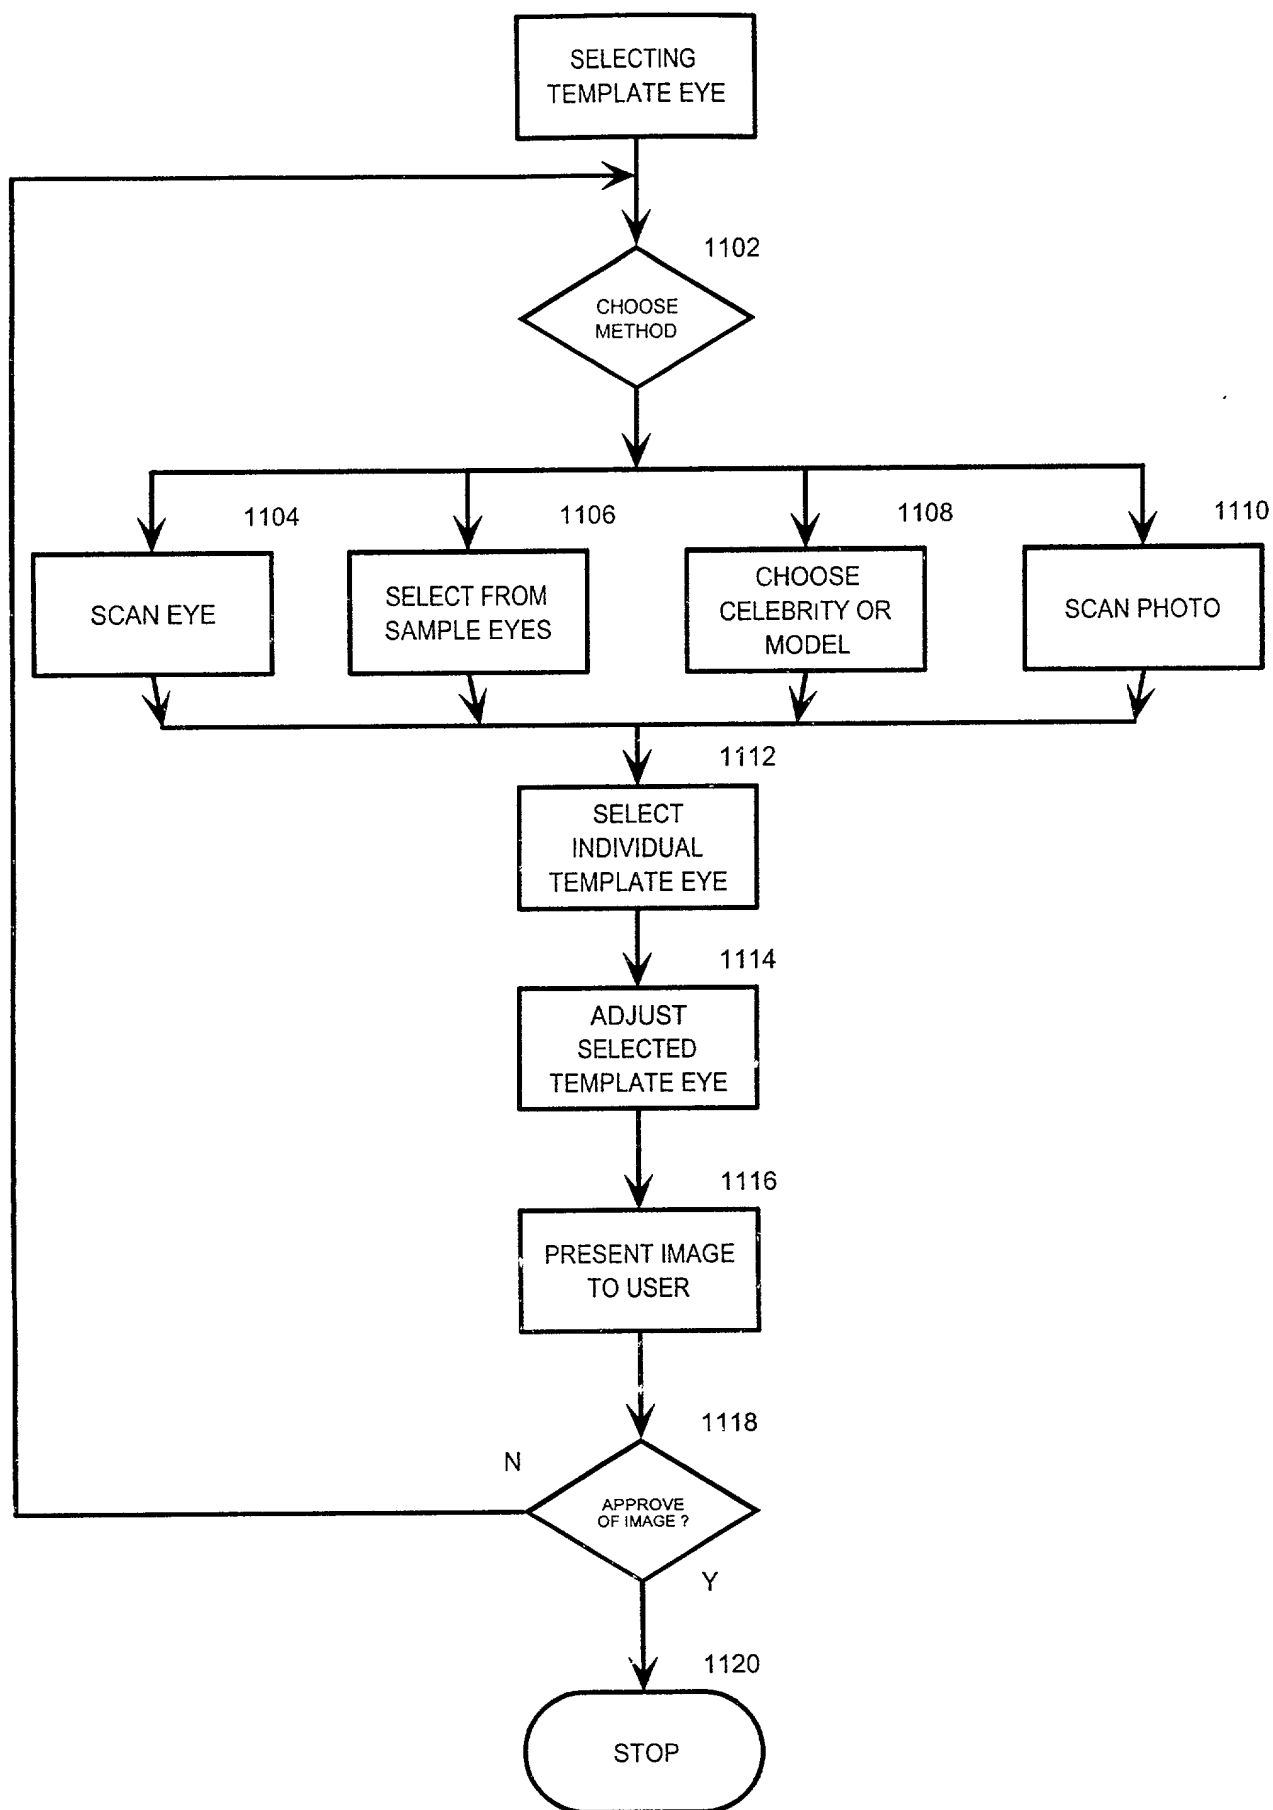 SELECTING
TEMPLATE EYE
1102
CHOOSE
METHOD
1104
1106
1108
1110
SCAN EYE
SELECT FROM
SAMPLE EYES
CHOOSE
CELEBRITY OR
MODEL
SCAN PHOTO
1112
SELECT
INDIVIDUAL
TEMPLATE EYE
1114
ADJUST
SELECTED
TEMPLATE EYE
1116
PRESENT IMAGE
TO USER
1118
N
APPROVE
OF IMAGE ?
Y
1120
STOP